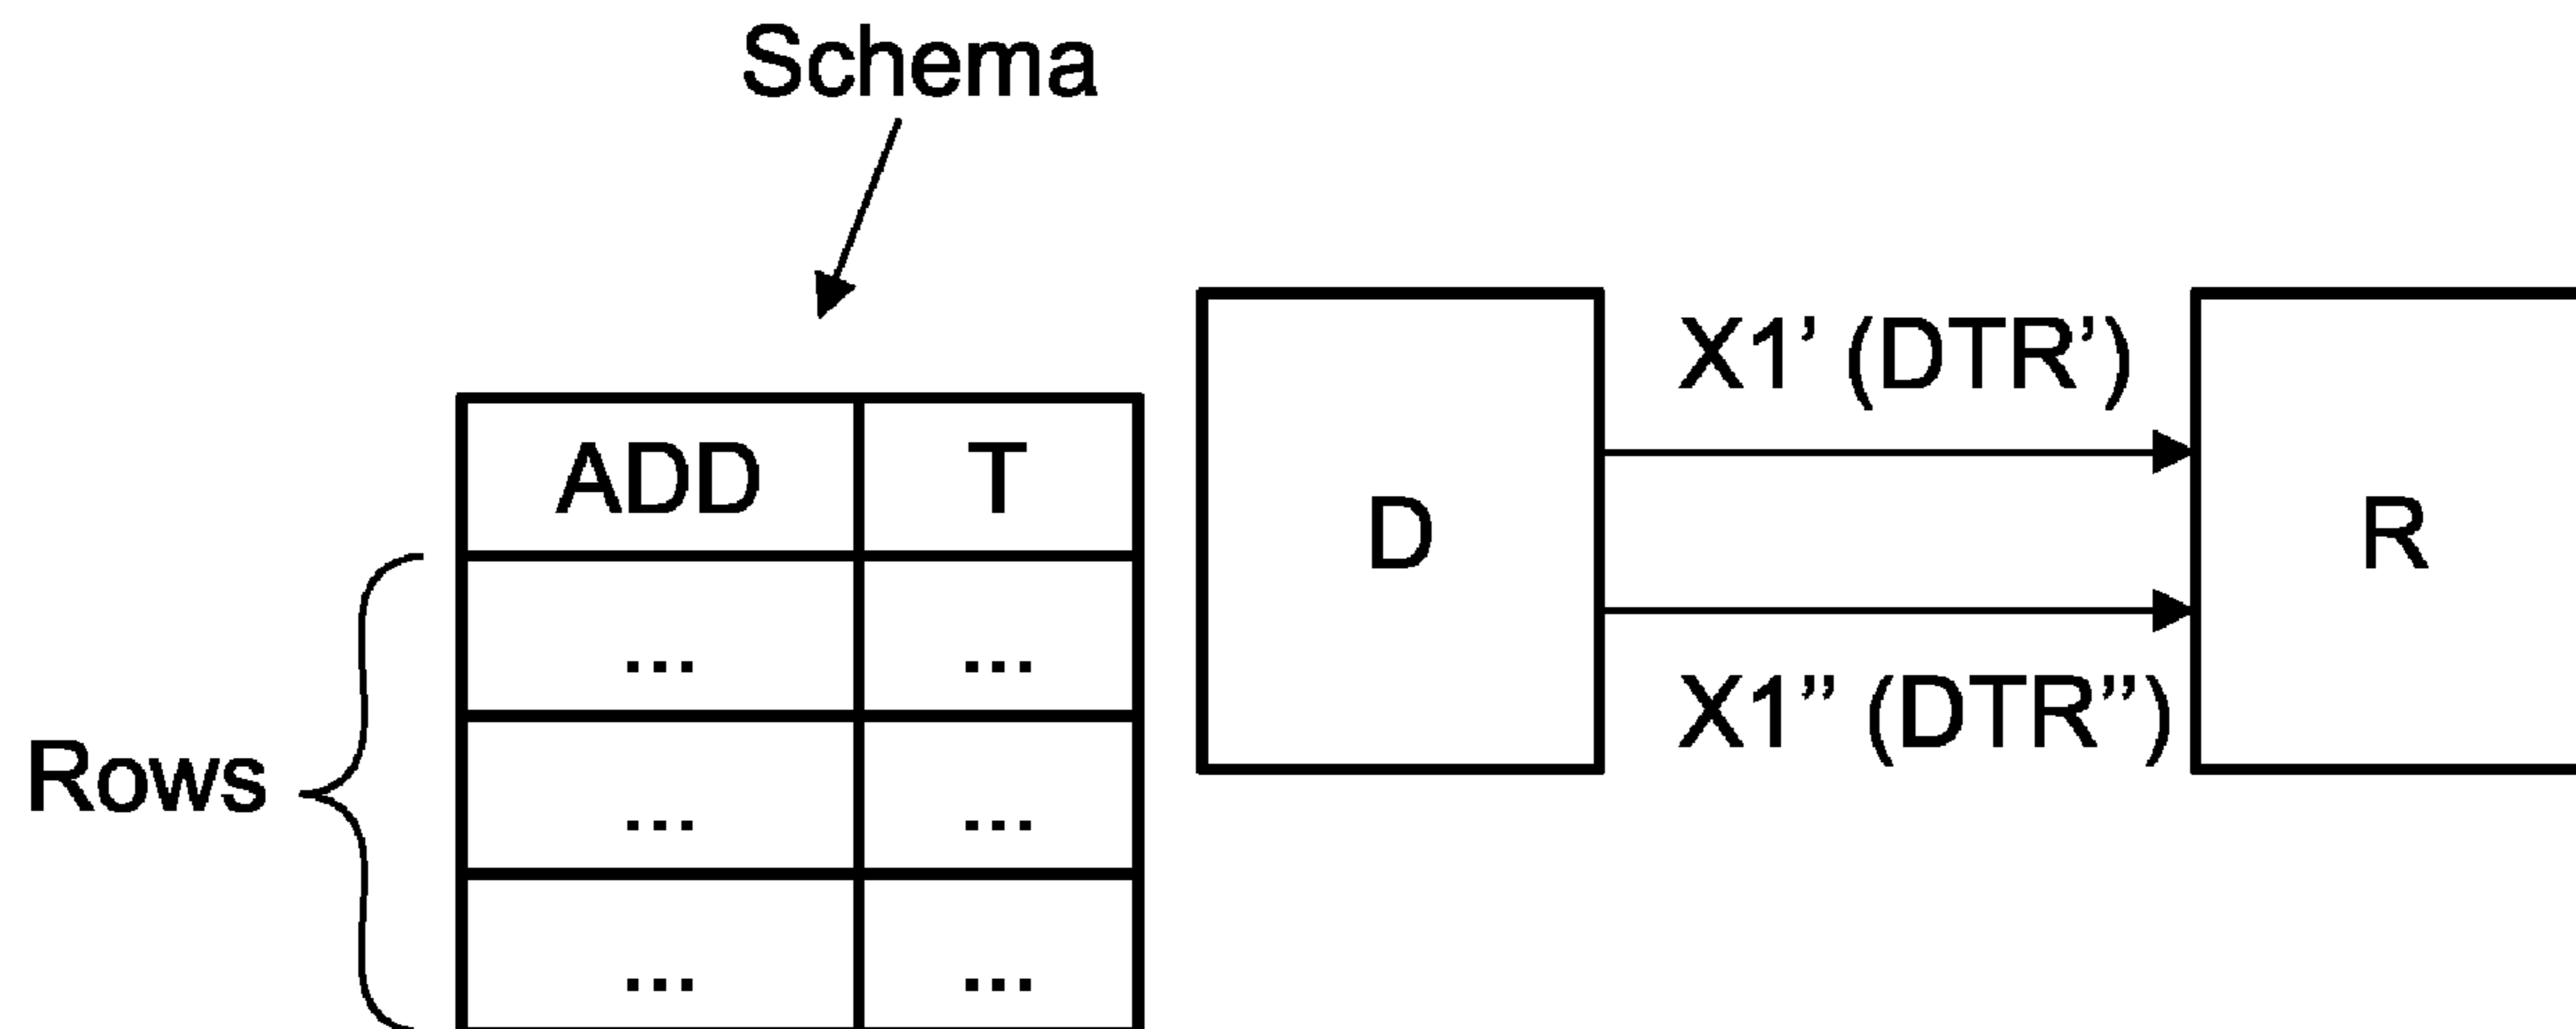 Schema
X1’ (DTR’)
ADD T
D R
... ...
X1’’ (DTR’’)
Rows
... ...
... ...